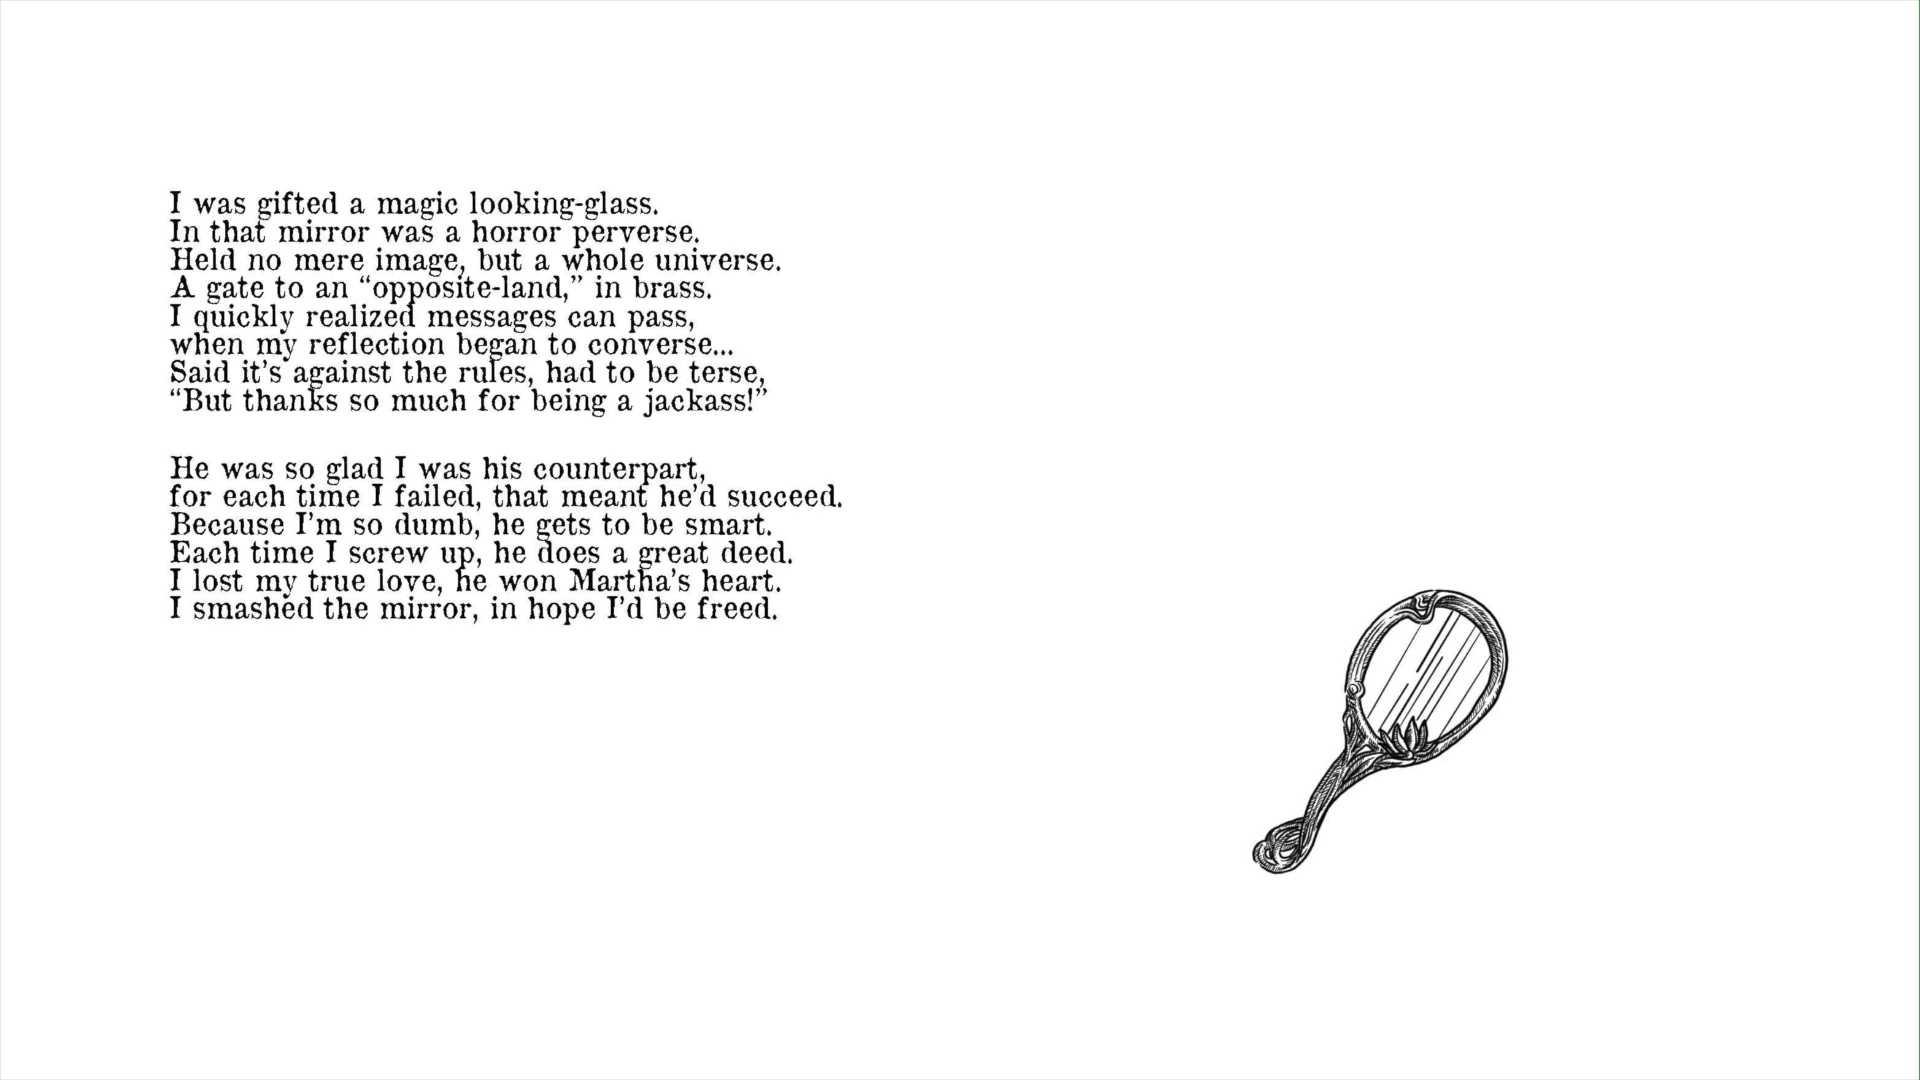 I was gifted a magic looking-glass.
In that mirror was a horror perverse.
Held no mere image, but a whole universe.
A gate to an “opposite-land,” in brass.
I quickly realized messages can pass,
when my reflection began to converse...
Said it’s against the rules, had to be terse,
“But thanks so much for being a jackass!”

He was so glad I was his counterpart,
for each time I failed, that meant he’d succeed.
Because I’m so dumb, he gets to be smart.
Each time I screw up, he does a great deed.
I lost my true love, he won Martha’s heart.
I smashed the mirror, in hope I’d be freed.